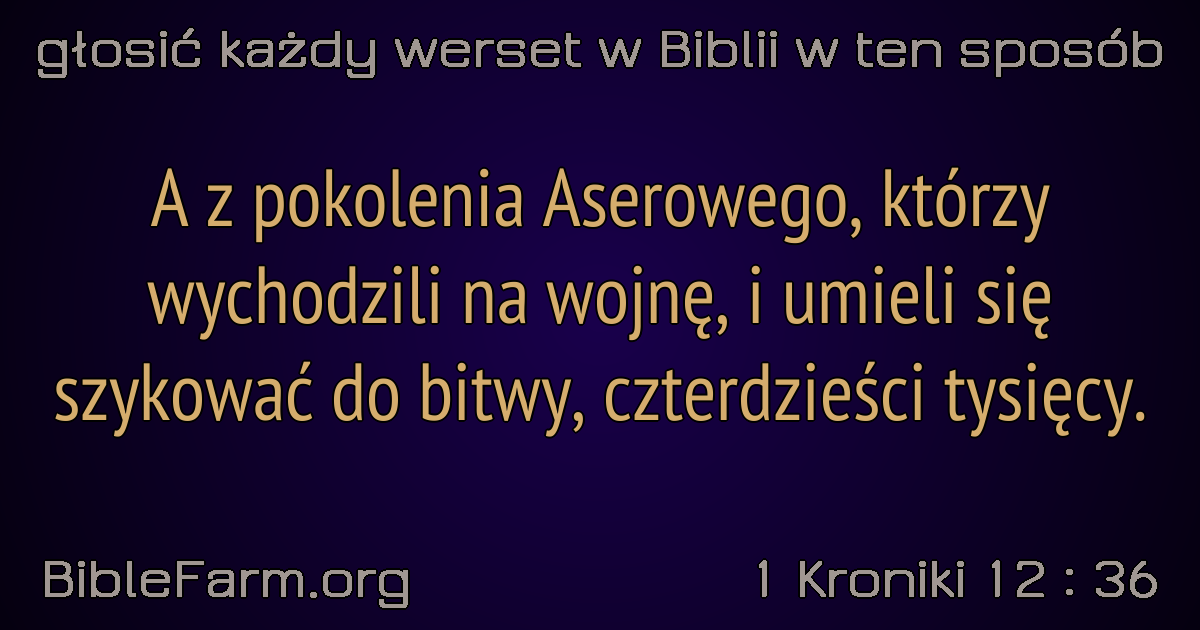 głosić każdy werset w Biblii w ten sposób
A z pokolenia Aserowego, którzy
wychodzili na wojnę, i umieli się
szykować do bitwy, czterdzieści tysięcy.
BibleFarm.org
1 Kroniki 12 : 36